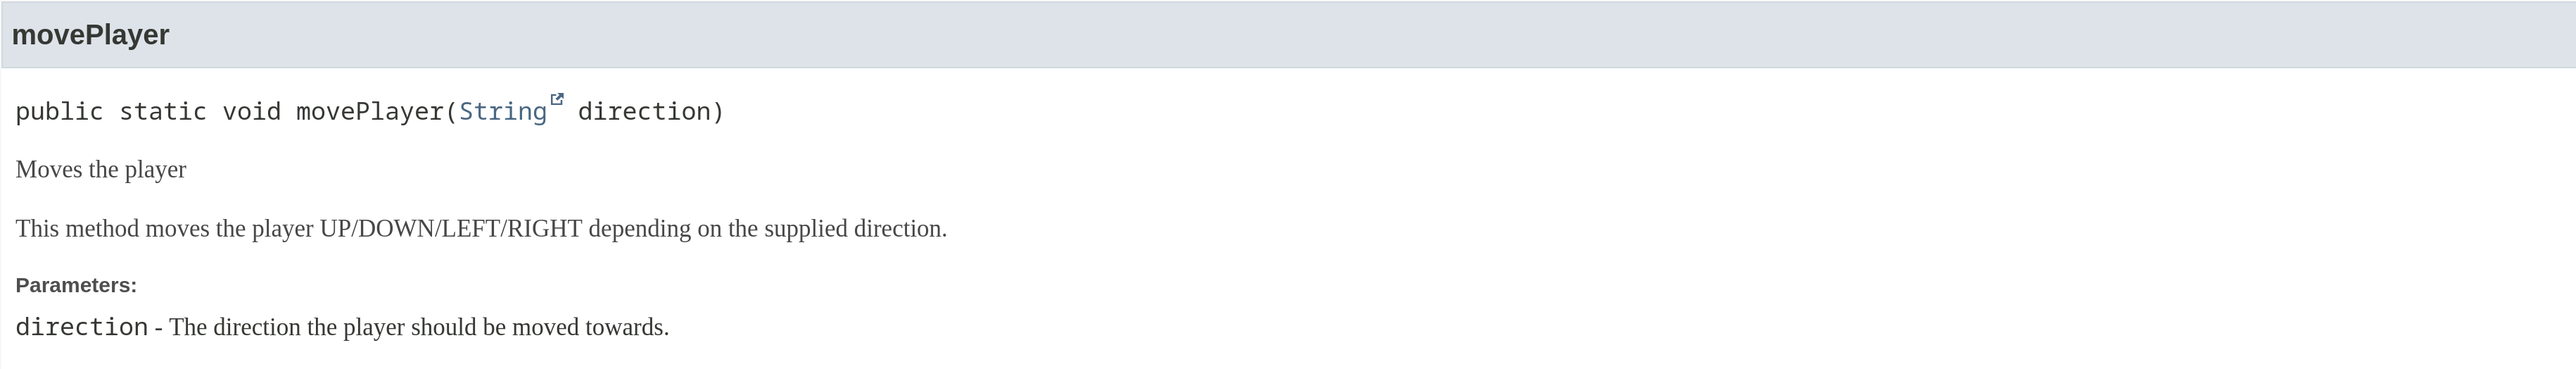 movePlayer
public static void movePlayer(String direction)
Moves the player
This method moves the player UP/DOWN/LEFT/RIGHT depending on the supplied direction.
Parameters:
direction - The direction the player should be moved towards.